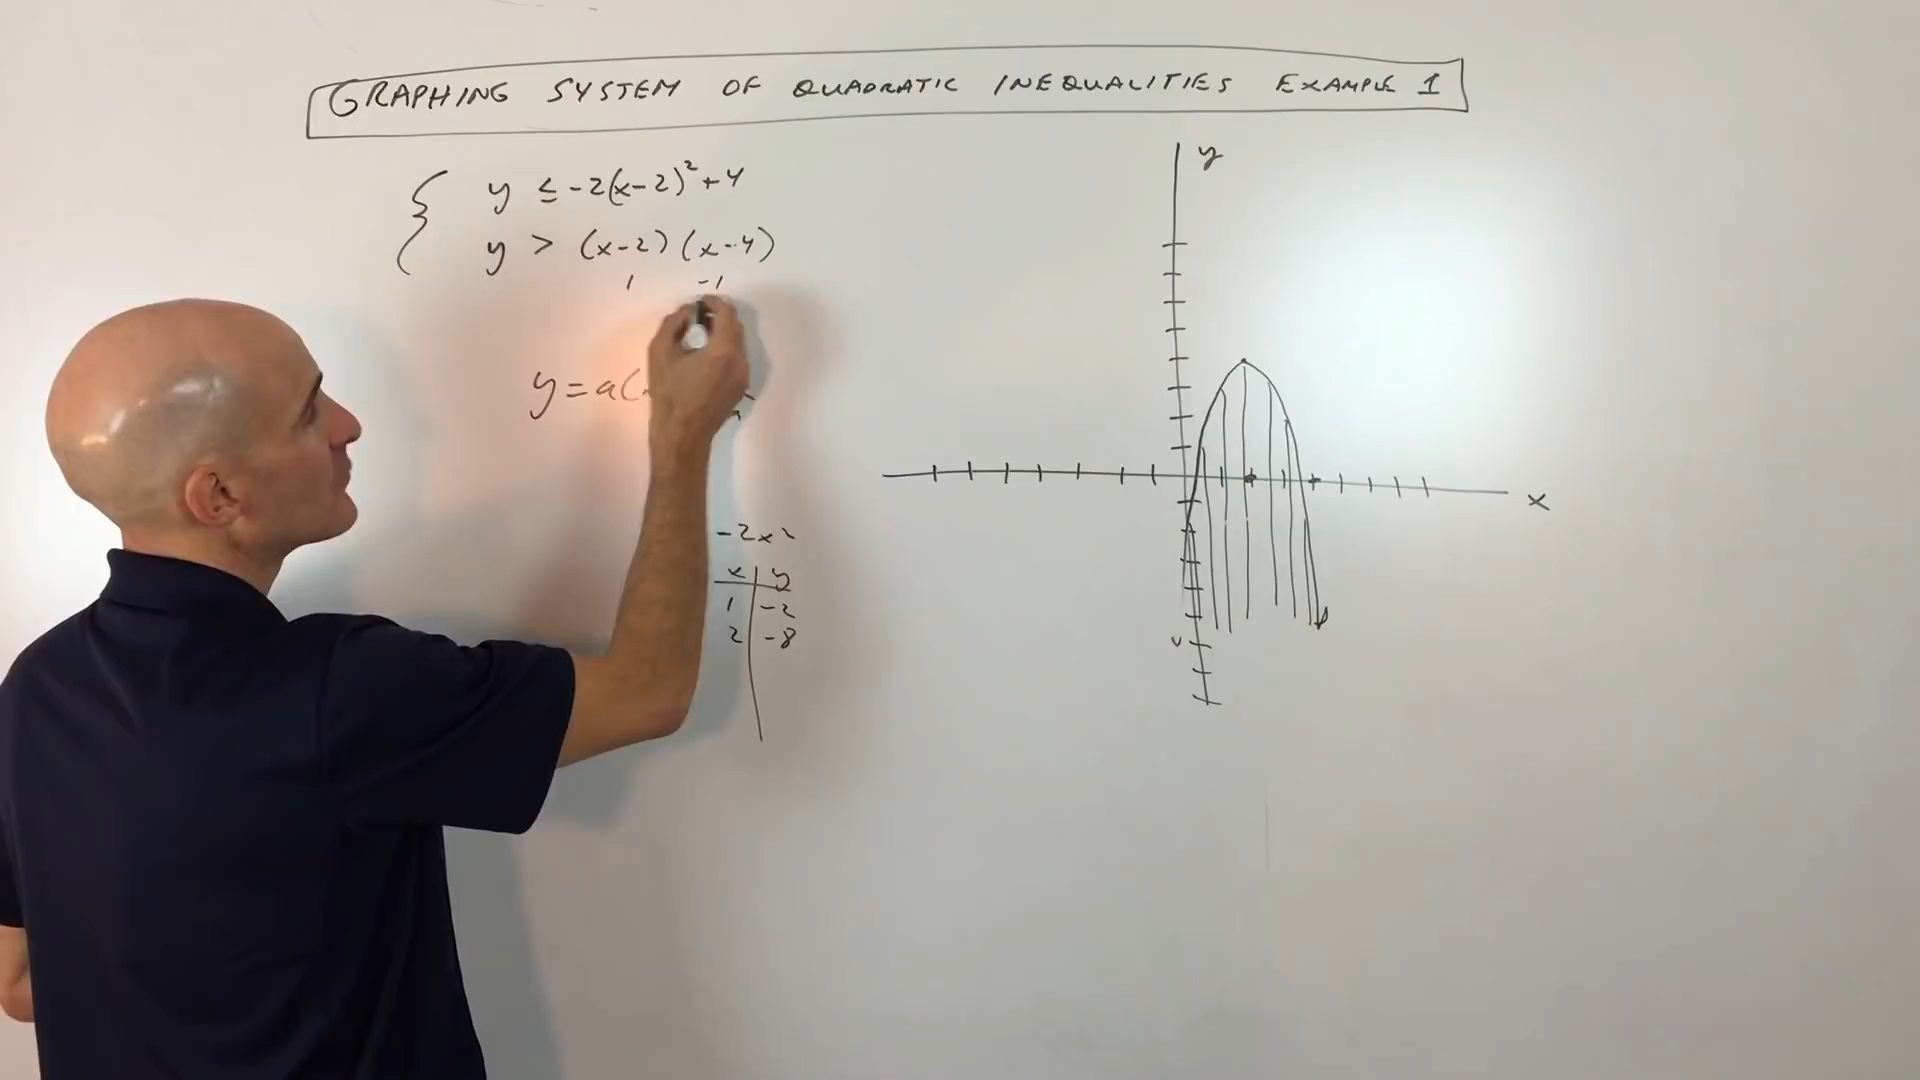 GRAPHING SYSTEM OF QUADRATIC INEQUALITIES EXAMPLE 1
y ≤ -2(x-2)²+4
y > (x-2)(x-4)
1 -1
y=a(
-2x²
x y
1 -2
2 -8
y
x